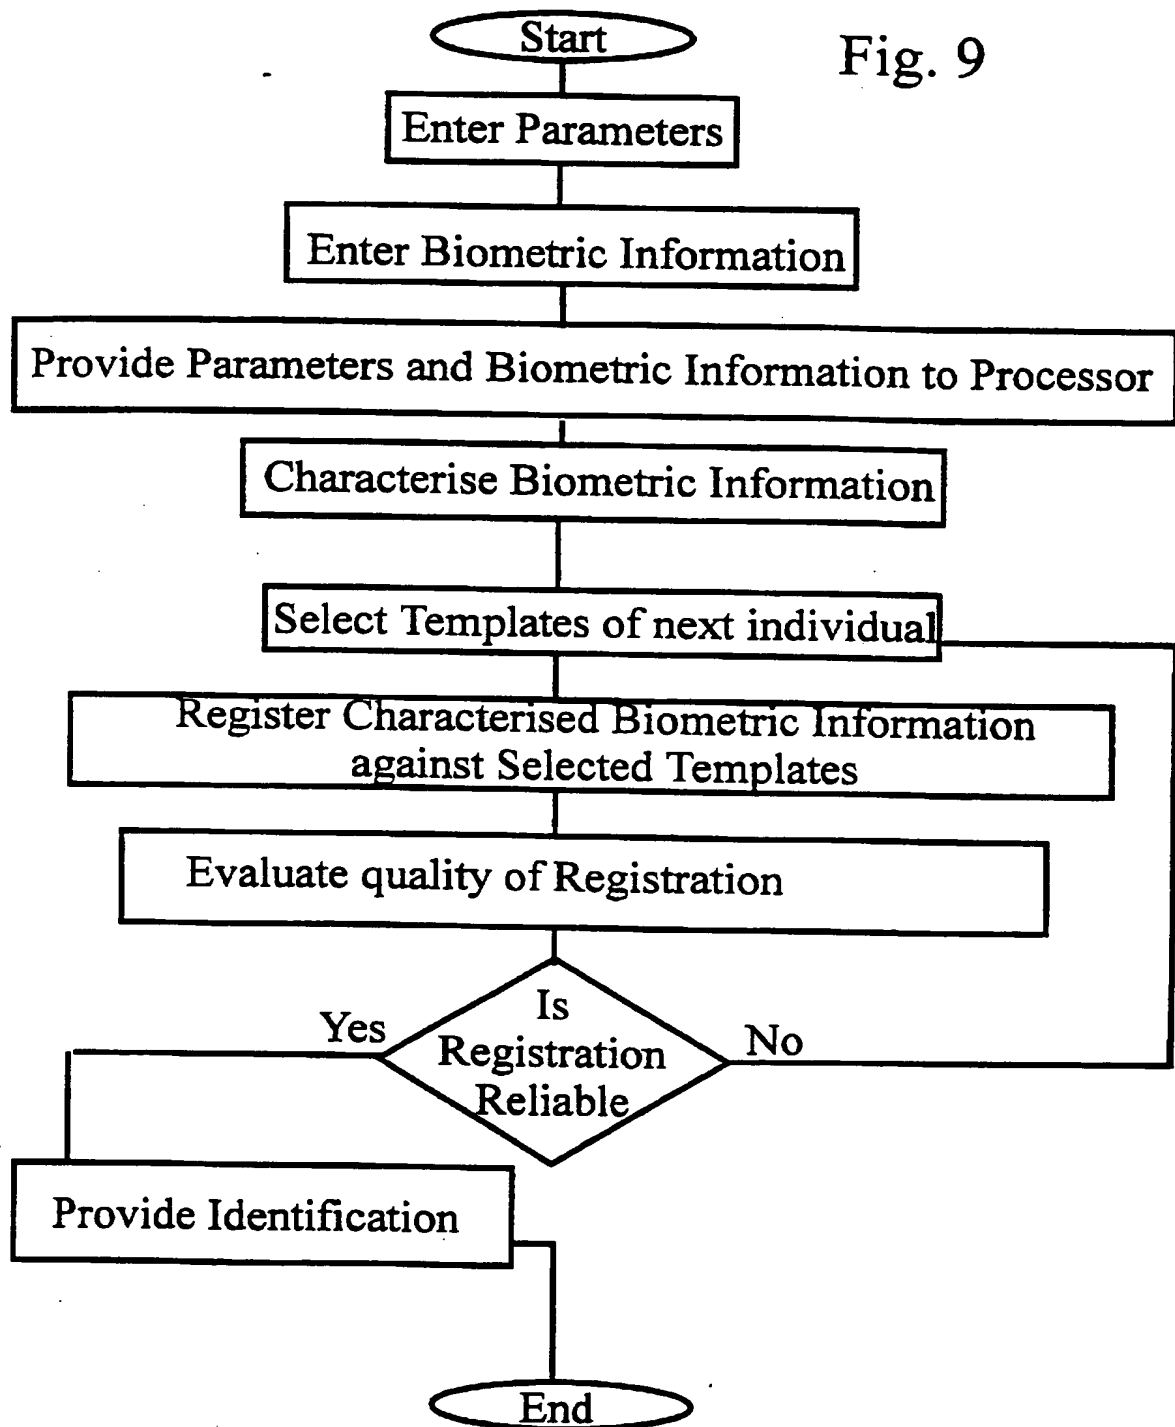 Start
Fig. 9
Enter Parameters
Enter Biometric Information
Provide Parameters and Biometric Information to Processor
Characterise Biometric Information
Select Templates of next individual
Register Characterised Biometric Information
against Selected Templates
Evaluate quality of Registration
Is
Registration
Reliable
Yes
No
Provide Identification
End